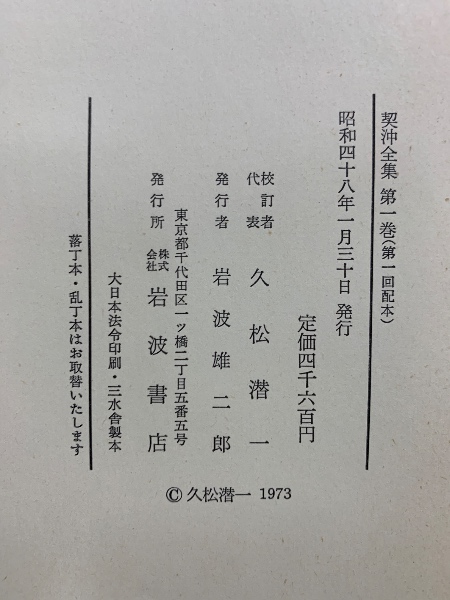 契沖全集 第一巻（第一回配本）
昭和四十八年一月三十日 発行
定価四千六百円
校訂者代表 久松潜一
発行者 岩波雄二郎
東京都千代田区一ツ橋二丁目五番五号
発行所 株式会社 岩波書店
大日本法令印刷・三水舎製本
落丁本・乱丁本はお取替いたします
© 久松潜一 1973